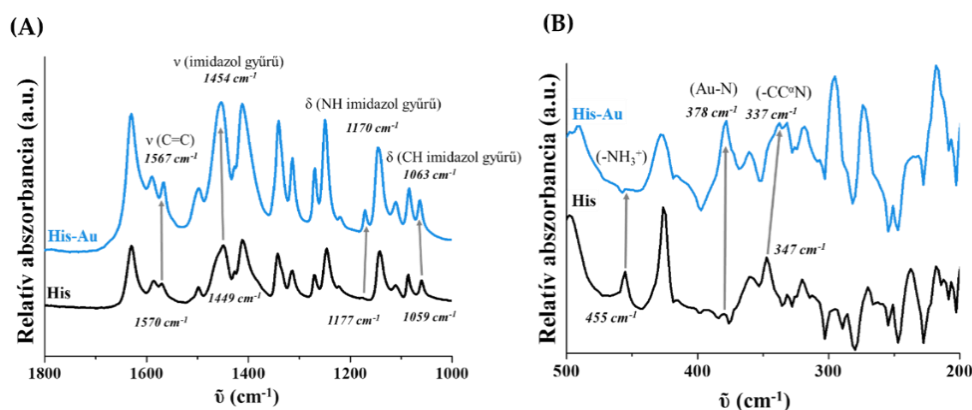 (A)
Relatív abszorbancia (a.u.)
ν (imidazol gyűrű)
1454 cm⁻¹
ν (C=C)
1567 cm⁻¹
δ (NH imidazol gyűrű)
1170 cm⁻¹
δ (CH imidazol gyűrű)
1063 cm⁻¹
His-Au
His
1570 cm⁻¹
1449 cm⁻¹
1177 cm⁻¹
1059 cm⁻¹
1800 1600 1400 1200 1000
ῦ (cm⁻¹)
(B)
Relatív abszorbancia (a.u.)
(Au-N)
378 cm⁻¹
(-CCᵅN)
337 cm⁻¹
His-Au
(-NH₃⁺)
His
347 cm⁻¹
455 cm⁻¹
500 400 300 200
ῦ (cm⁻¹)